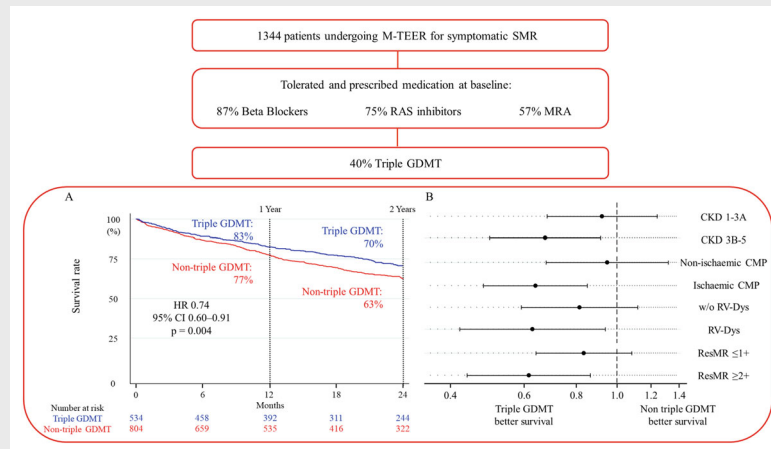 1344 patients undergoing M-TEER for symptomatic SMR
Tolerated and prescribed medication at baseline:
87% Beta Blockers 75% RAS inhibitors 57% MRA
40% Triple GDMT
A
1 Year
2 Years
100
(%)
75
50
25
0
Survival rate
Triple GDMT:
83%
Triple GDMT:
70%
Non-triple GDMT:
77%
Non-triple GDMT:
63%
HR 0.74
95% CI 0.60–0.91
p = 0.004
0 6 12 18 24
Months
Number at risk
Triple GDMT 534 458 392 311 244
Non-triple GDMT 804 659 535 416 322
B
CKD 1-3A
CKD 3B-5
Non-ischaemic CMP
Ischaemic CMP
w/o RV-Dys
RV-Dys
ResMR ≤1+
ResMR ≥2+
0.4 0.6 1.0 1.2 1.4
Triple GDMT
better survival
Non triple GDMT
better survival